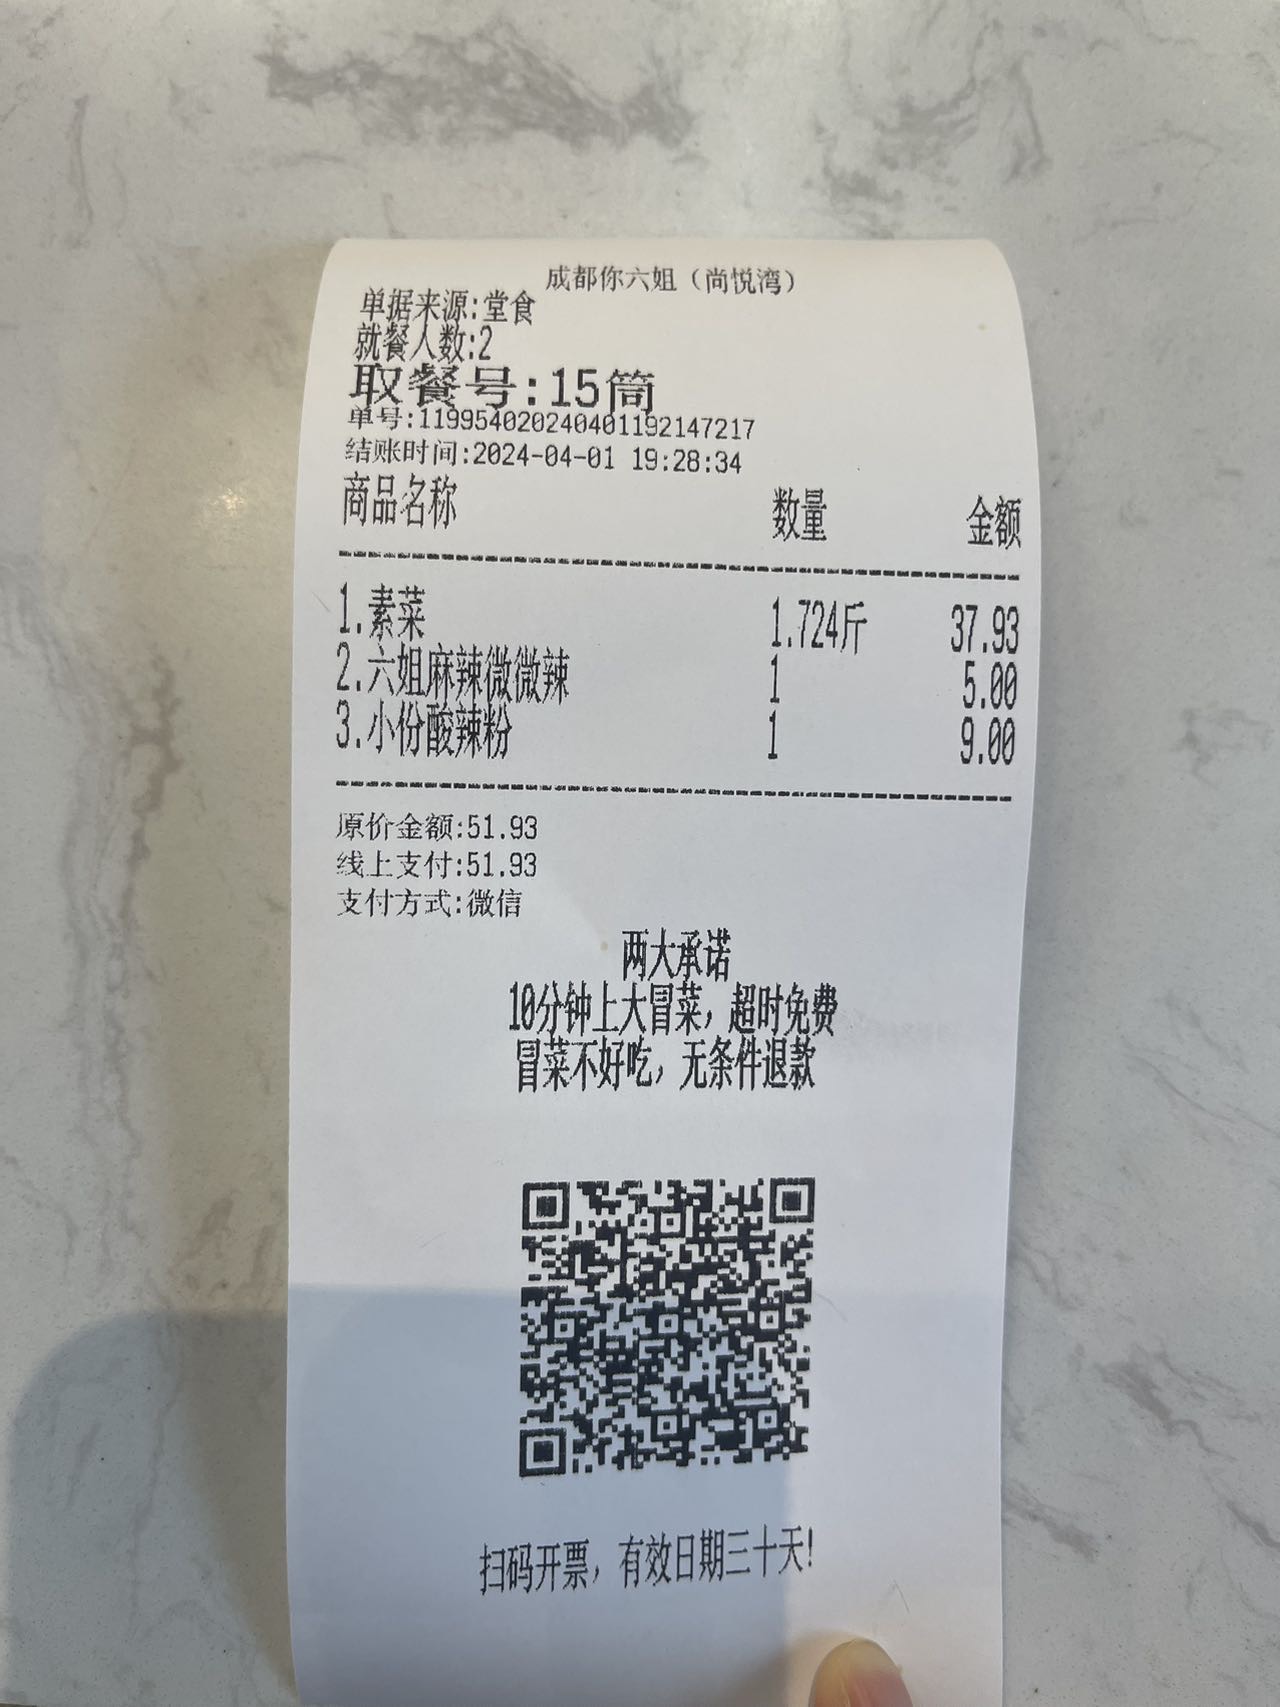 成都你六姐（尚悦湾）
单据来源:堂食
就餐人数:2
取餐号:15筒
单号:119954020240401192147217
结账时间:2024-04-01 19:28:34
商品名称 数量 金额
1.素菜 1.724斤 37.93
2.六姐麻辣微微辣 1 5.00
3.小份酸辣粉 1 9.00
原价金额:51.93
线上支付:51.93
支付方式:微信
两大承诺
10分钟上大冒菜，超时免费
冒菜不好吃，无条件退款
扫码开票，有效日期三十天!